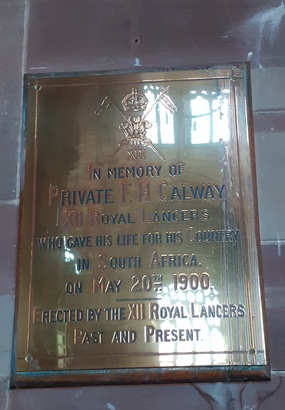 XII
IN MEMORY OF
PRIVATE F. H. CALWAY
XII ROYAL LANCERS.
WHO GAVE HIS LIFE FOR HIS COUNTRY
IN SOUTH AFRICA.
ON MAY 20TH 1900.
ERECTED BY THE XII ROYAL LANCERS,
PAST AND PRESENT.